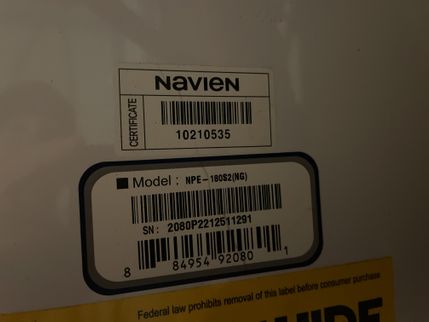 NAVIEN
CERTIFICATE
10210535
■ Model : NPE-180S2(NG)
SN: 2080P2212511291
8 84954 92080 1
Federal law prohibits removal of this label before consumer purchase